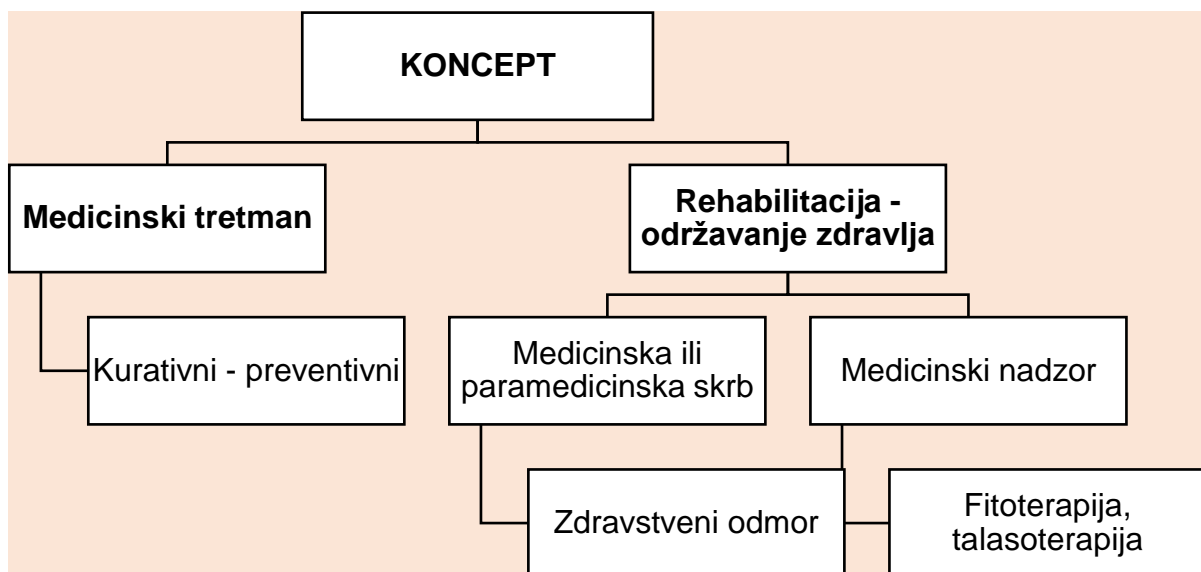 KONCEPT
Medicinski tretman
Rehabilitacija -
održavanje zdravlja
Kurativni - preventivni
Medicinska ili
paramedicinska skrb
Medicinski nadzor
Zdravstveni odmor
Fitoterapija,
talasoterapija